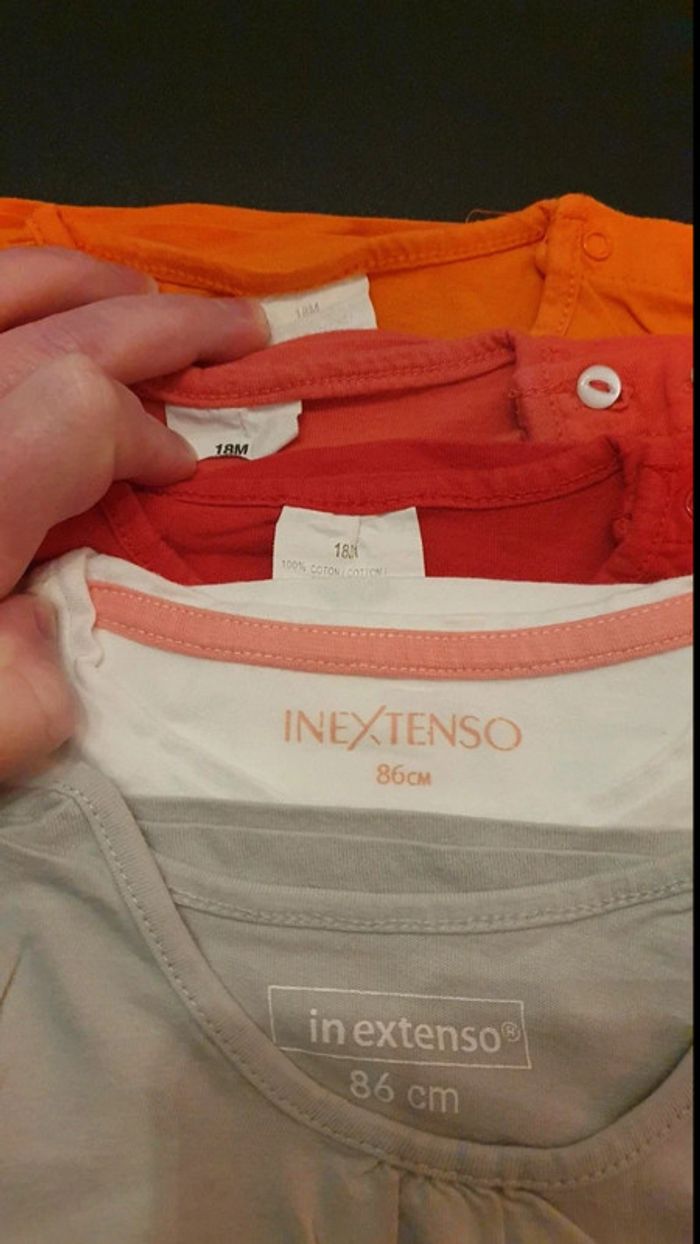 18M
18M
18M
100% COTON / COTTON /
INEXTENSO
86CM
in extenso®
86 cm